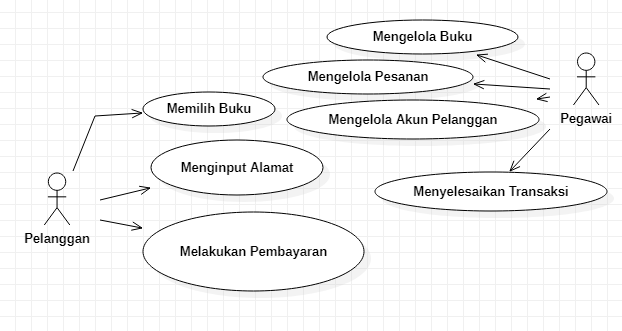 Mengelola Buku
Mengelola Pesanan
Memilih Buku
Mengelola Akun Pelanggan
Pegawai
Menginput Alamat
Menyelesaikan Transaksi
Pelanggan
Melakukan Pembayaran